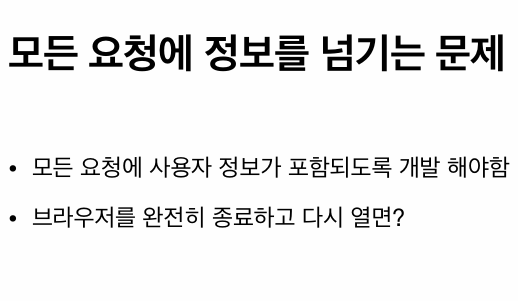 모든 요청에 정보를 넘기는 문제
• 모든 요청에 사용자 정보가 포함되도록 개발 해야함
• 브라우저를 완전히 종료하고 다시 열면?